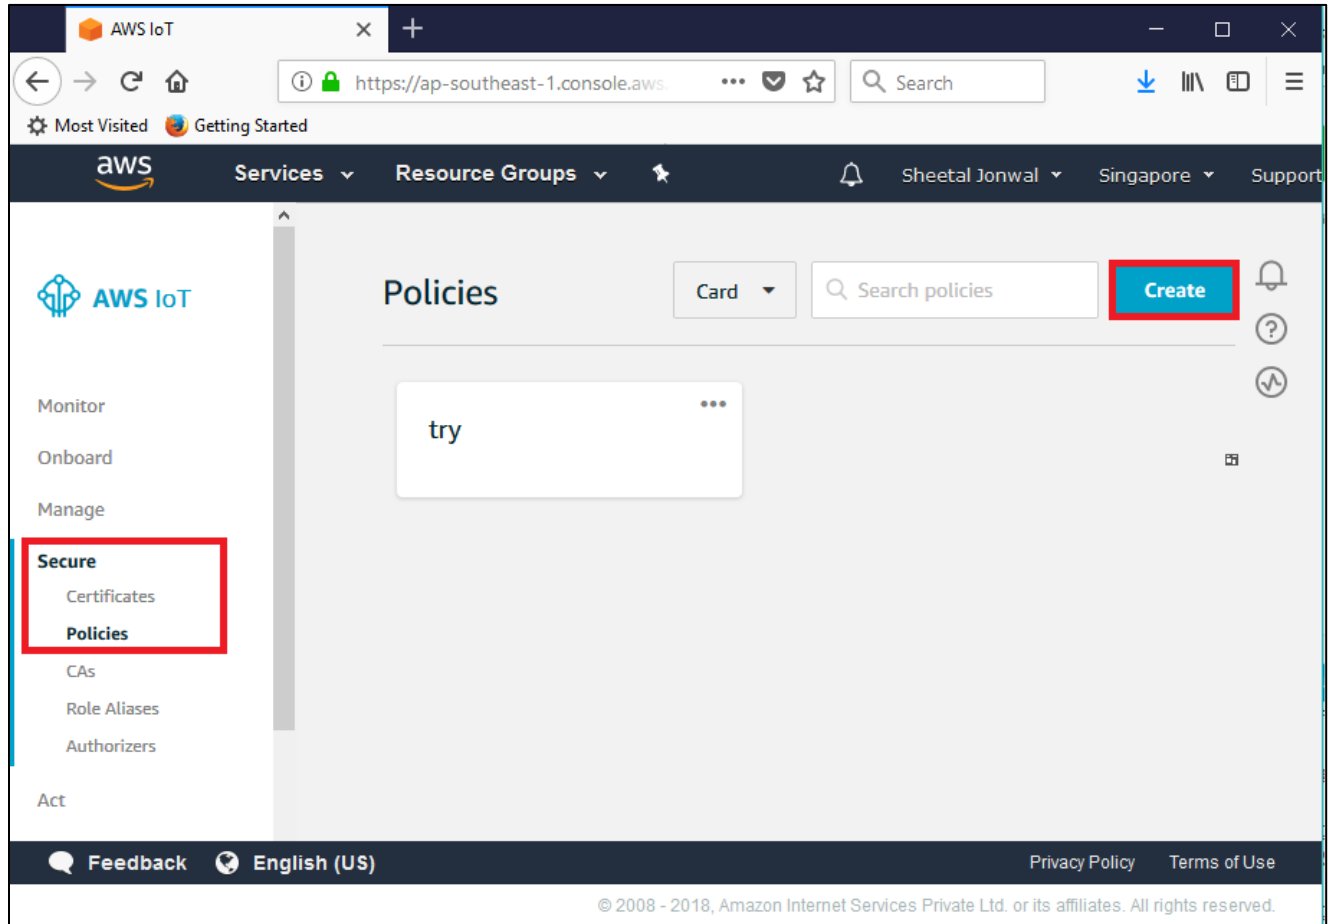 AWS IoT
https://ap-southeast-1.console.aws.
Search
Most Visited
Getting Started
aws
Services
Resource Groups
Sheetal Jonwal
Singapore
Support
AWS IoT
Monitor
Onboard
Manage
Secure
Certificates
Policies
CAs
Role Aliases
Authorizers
Act
Policies
Card
Search policies
Create
try
Feedback
English (US)
Privacy Policy
Terms of Use
© 2008 - 2018, Amazon Internet Services Private Ltd. or its affiliates. All rights reserved.